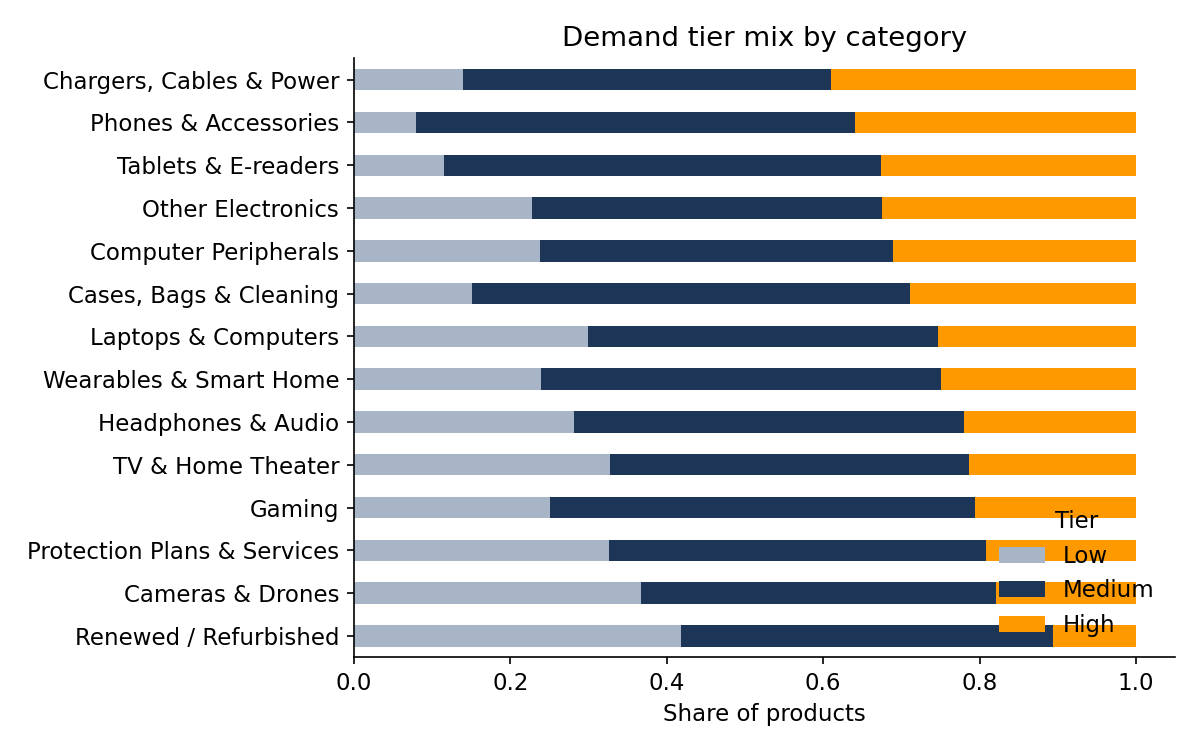 Demand tier mix by category
Chargers, Cables & Power
Phones & Accessories
Tablets & E-readers
Other Electronics
Computer Peripherals
Cases, Bags & Cleaning
Laptops & Computers
Wearables & Smart Home
Headphones & Audio
TV & Home Theater
Gaming
Protection Plans & Services
Cameras & Drones
Renewed / Refurbished
Tier
Low
Medium
High
0.0 0.2 0.4 0.6 0.8 1.0
Share of products